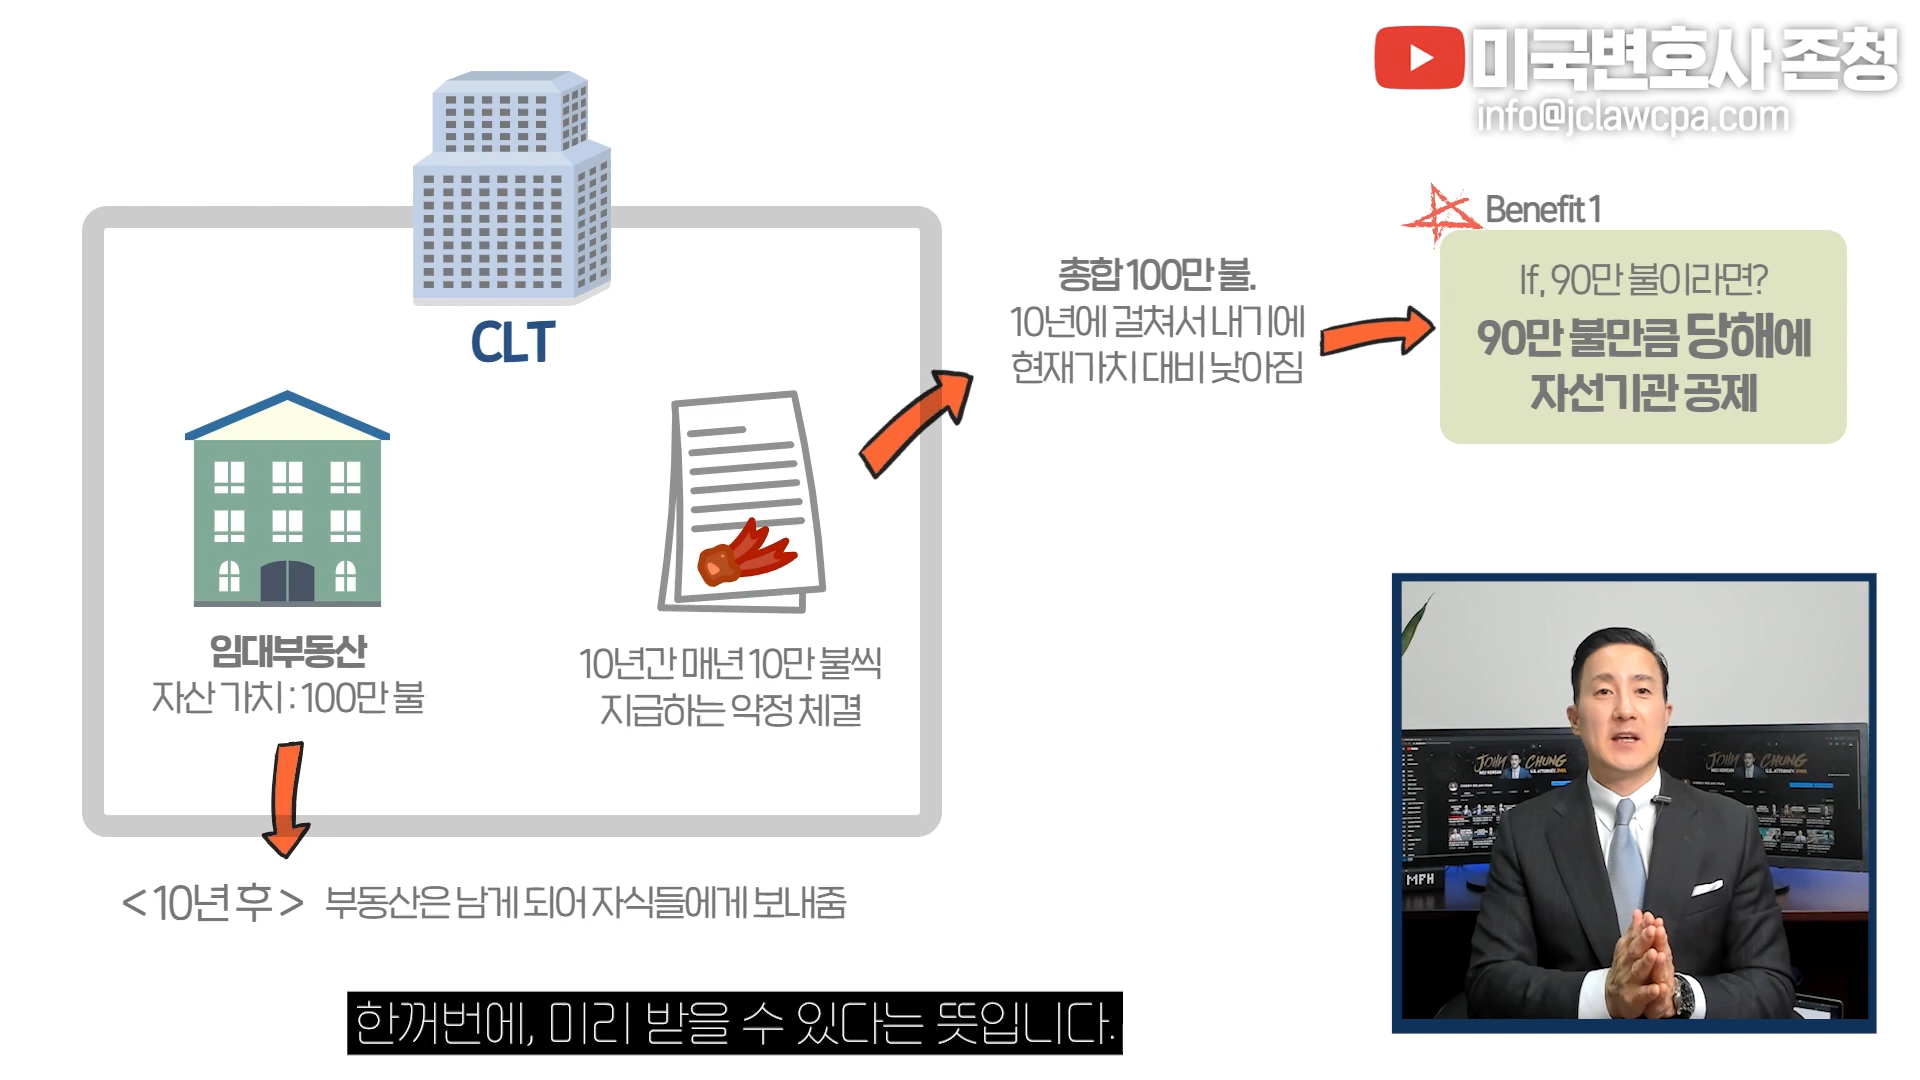 미국변호사 존청
info@jclawcpa.com
CLT
임대부동산
자산 가치 : 100만 불
10년간 매년 10만 불씩
지급하는 약정 체결
총합 100만 불.
10년에 걸쳐서 내기에
현재가치 대비 낮아짐
Benefit 1
If, 90만 불이라면?
90만 불만큼 당해에
자선기관 공제
<10년 후> 부동산은 남게 되어 자식들에게 보내줌
JOHN CHUNG
JOHN CHUNG
한꺼번에, 미리 받을 수 있다는 뜻입니다.